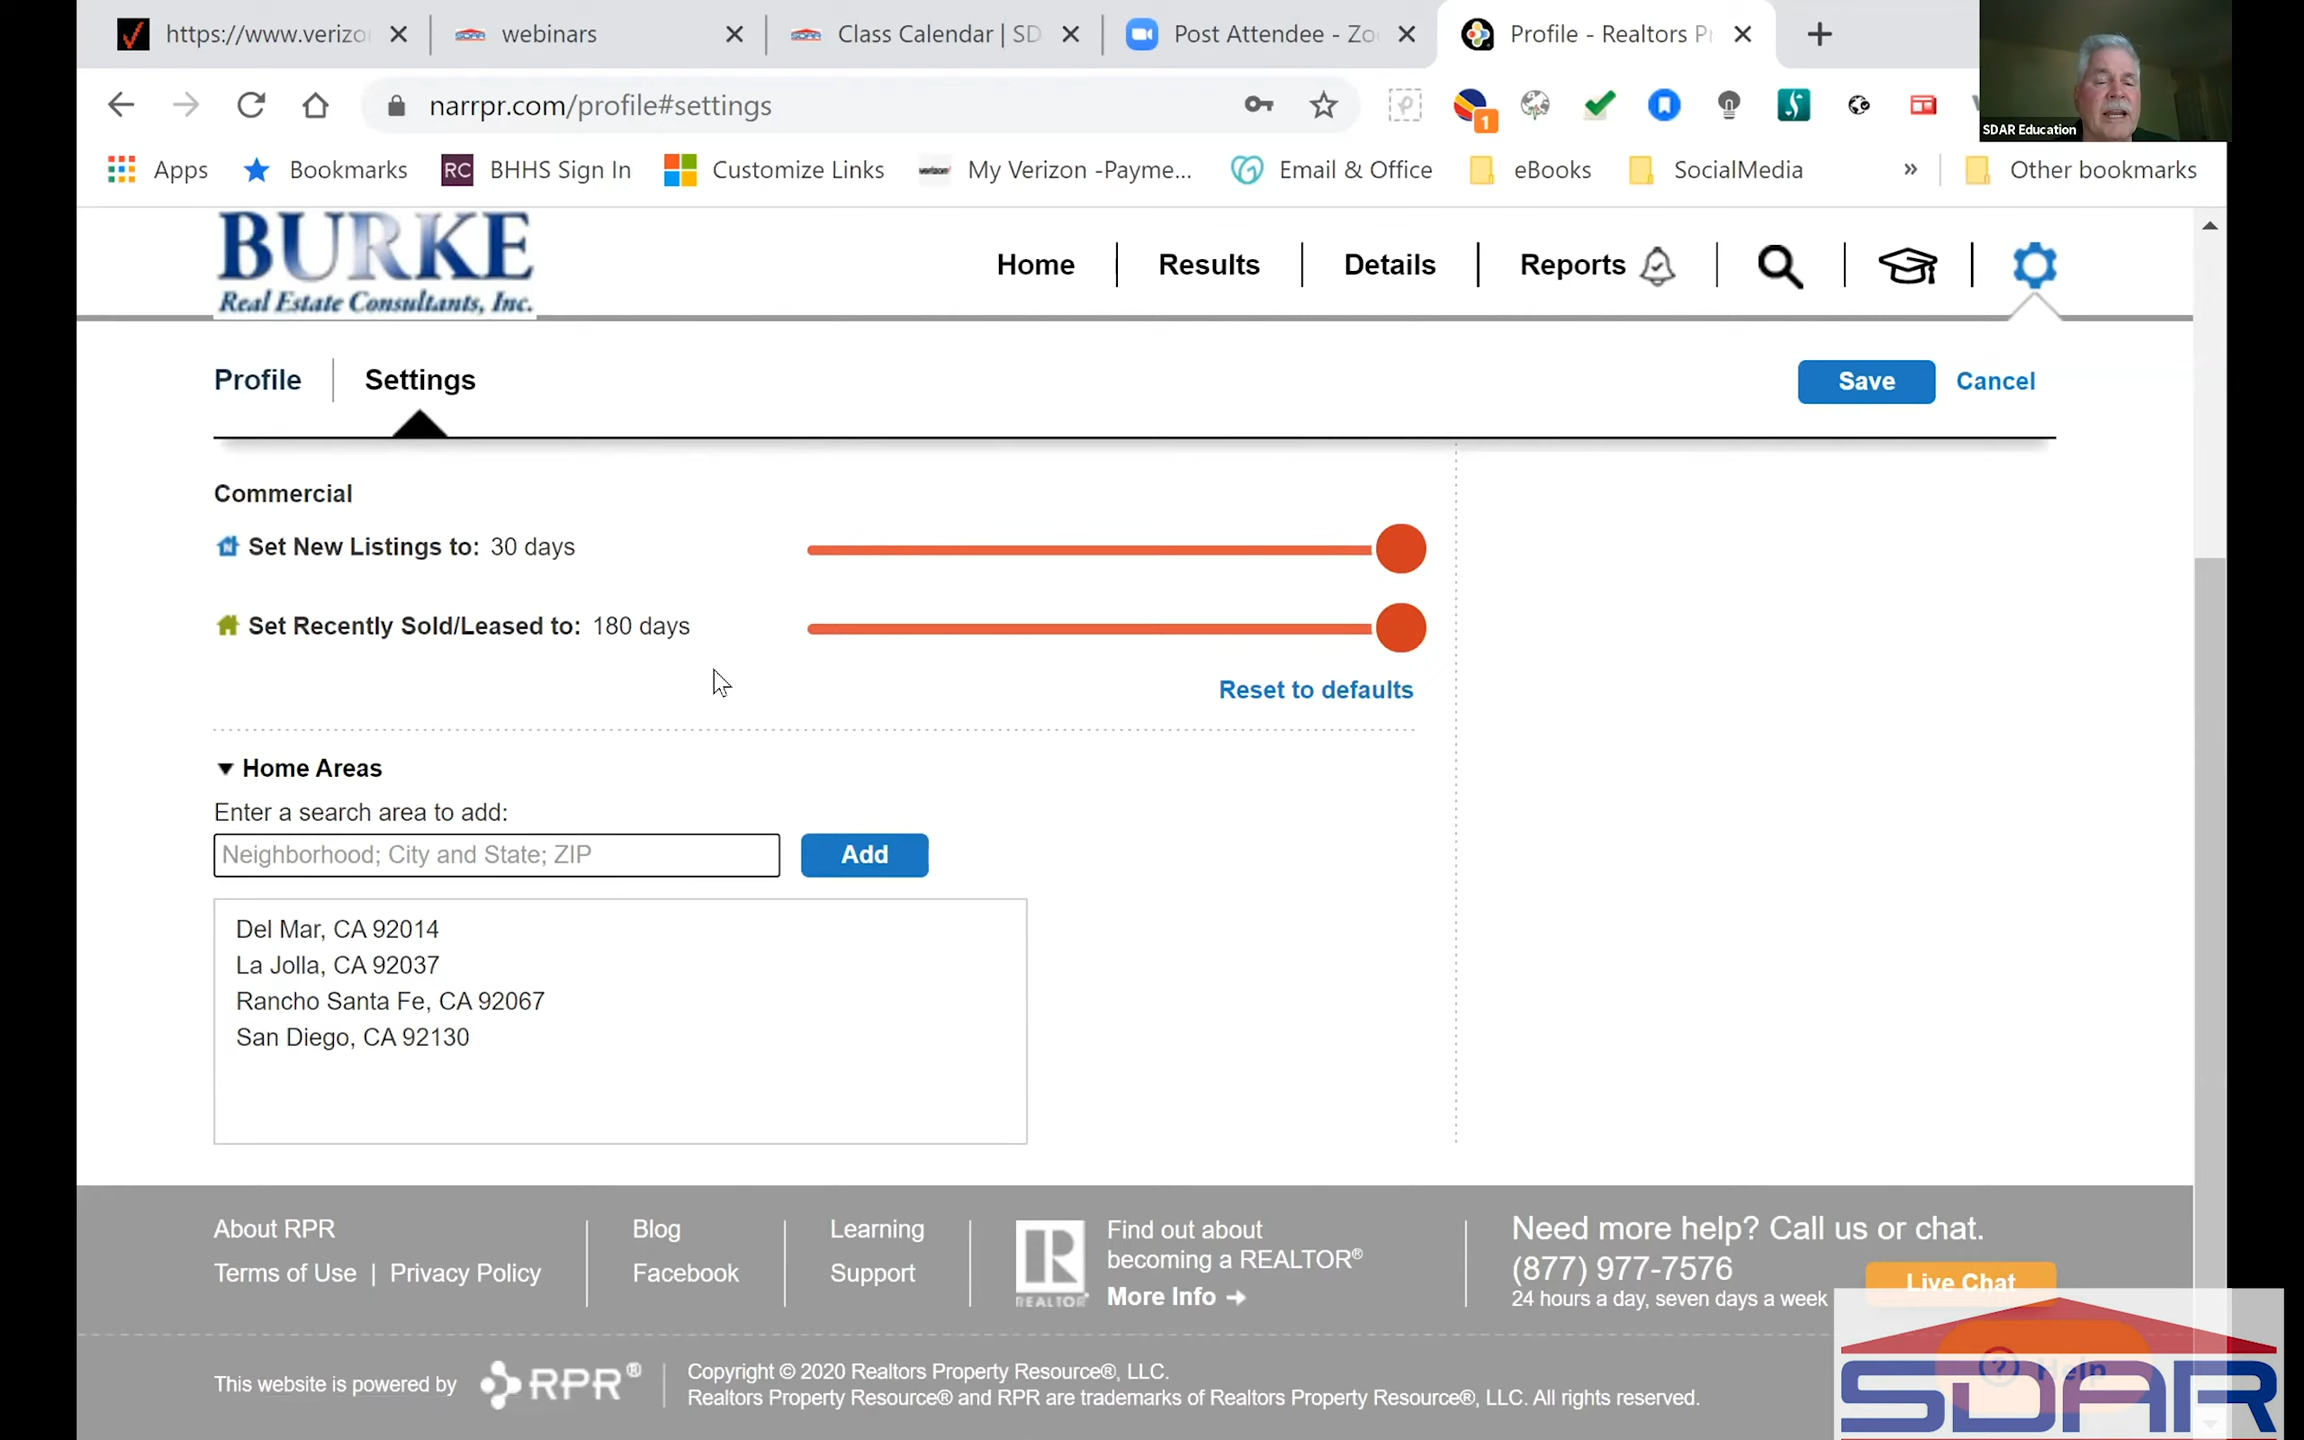 https://www.verizo
webinars
Class Calendar | SD
Post Attendee - Zo
Profile - Realtors P
SDAR Education
narrpr.com/profile#settings
1
Apps
Bookmarks
RC
BHHS Sign In
Customize Links
verizon
My Verizon -Payme...
Email & Office
eBooks
SocialMedia
»
Other bookmarks
BURKE
Real Estate Consultants, Inc.
Home
Results
Details
Reports
Profile
Settings
Save
Cancel
Commercial
Set New Listings to: 30 days
Set Recently Sold/Leased to: 180 days
Reset to defaults
Home Areas
Enter a search area to add:
Neighborhood; City and State; ZIP
Add
Del Mar, CA 92014
La Jolla, CA 92037
Rancho Santa Fe, CA 92067
San Diego, CA 92130
About RPR
Terms of Use | Privacy Policy
Blog
Facebook
Learning
Support
REALTOR®
Find out about
becoming a REALTOR®
More Info
Need more help? Call us or chat.
(877) 977-7576
24 hours a day, seven days a week
Live Chat
Help
SDAR
This website is powered by
RPR®
Copyright © 2020 Realtors Property Resource®, LLC.
Realtors Property Resource® and RPR are trademarks of Realtors Property Resource®, LLC. All rights reserved.